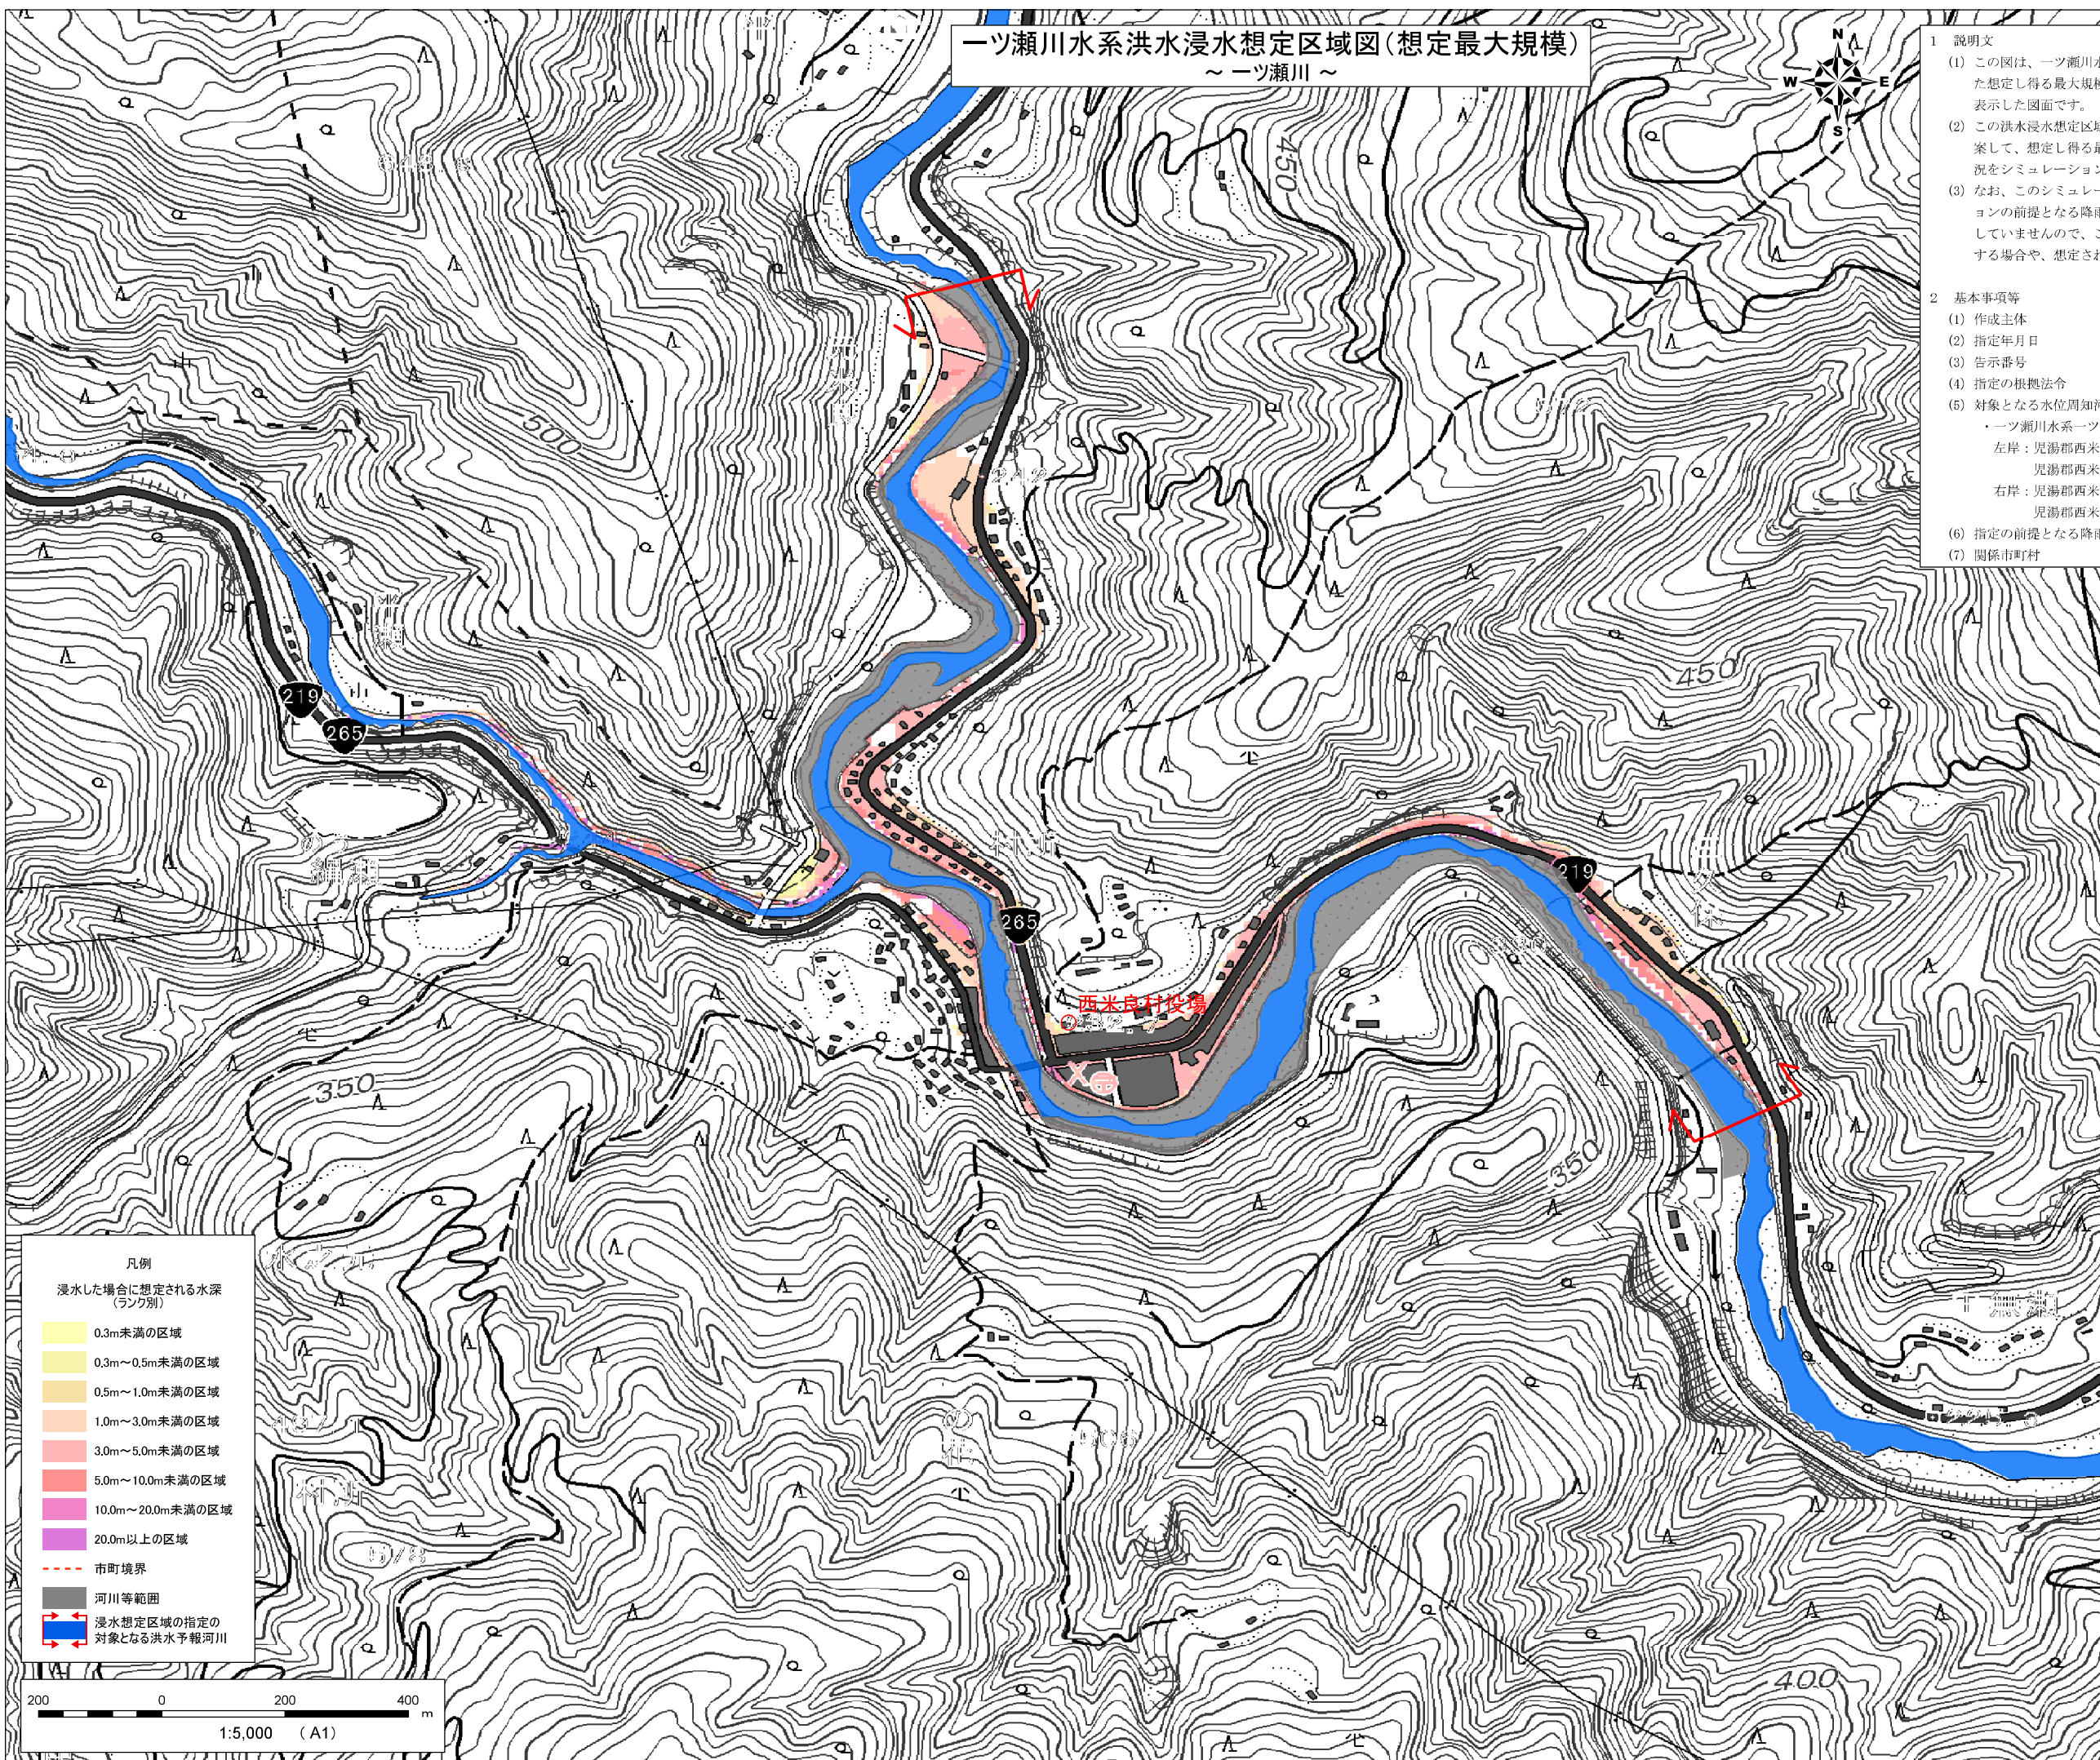 一ツ瀬川水系洪水浸水想定区域図(想定最大規模)
～ 一ツ瀬川 ～
N
W
E
S
1 説明文
(1) この図は、一ツ瀬川水
た想定し得る最大規模
表示した図面です。
(2) この洪水浸水想定区域
案して、想定し得る最
況をシミュレーション
(3) なお、このシミュレー
ョンの前提となる降雨
していませんので、こ
する場合や、想定され
2 基本事項等
(1) 作成主体
(2) 指定年月日
(3) 告示番号
(4) 指定の根拠法令
(5) 対象となる水位周知河
・一ツ瀬川水系一ツ
左岸：児湯郡西米
児湯郡西米
右岸：児湯郡西米
児湯郡西米
(6) 指定の前提となる降雨
(7) 関係市町村
450
500
450
219
265
村所
219
265
西米良村役場
350
350
400
村所
凡例
浸水した場合に想定される水深
(ランク別)
0.3m未満の区域
0.3m～0.5m未満の区域
0.5m～1.0m未満の区域
1.0m～3.0m未満の区域
3.0m～5.0m未満の区域
5.0m～10.0m未満の区域
10.0m～20.0m未満の区域
20.0m以上の区域
市町境界
河川等範囲
浸水想定区域の指定の
対象となる洪水予報河川
200 0 200 400 m
1:5,000 (A1)